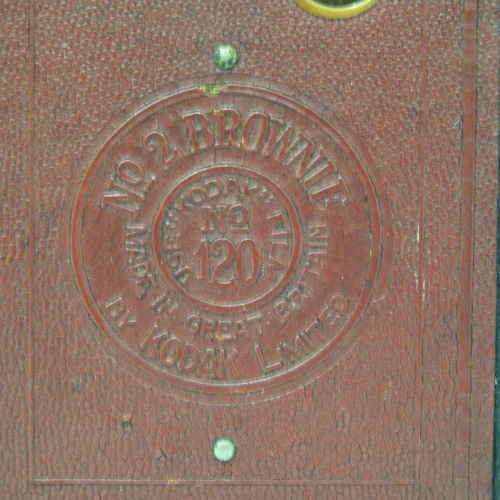 No. 2. BROWNIE
MADE IN GREAT BRITAIN
BY KODAK LIMITED
USE "KODAK" FILM
No
120